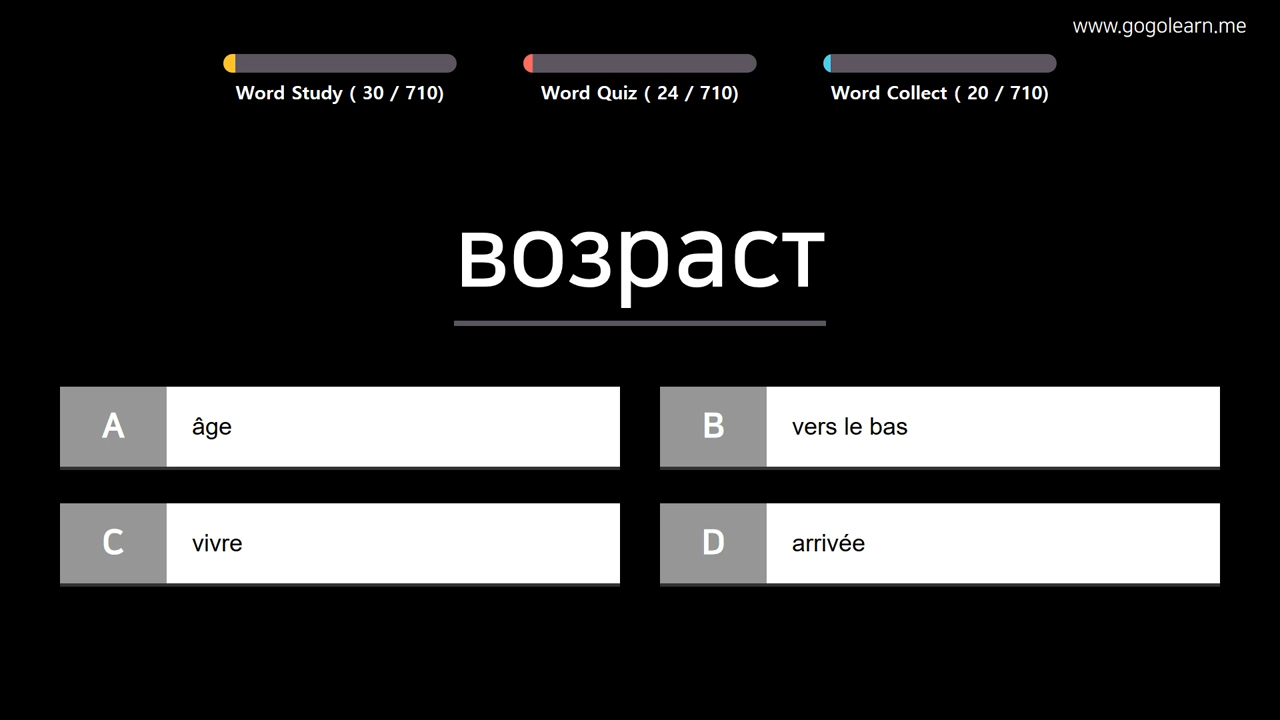 www.gogolearn.me
Word Study ( 30 / 710)
Word Quiz ( 24 / 710)
Word Collect ( 20 / 710)
возраст
A âge
B vers le bas
C vivre
D arrivée